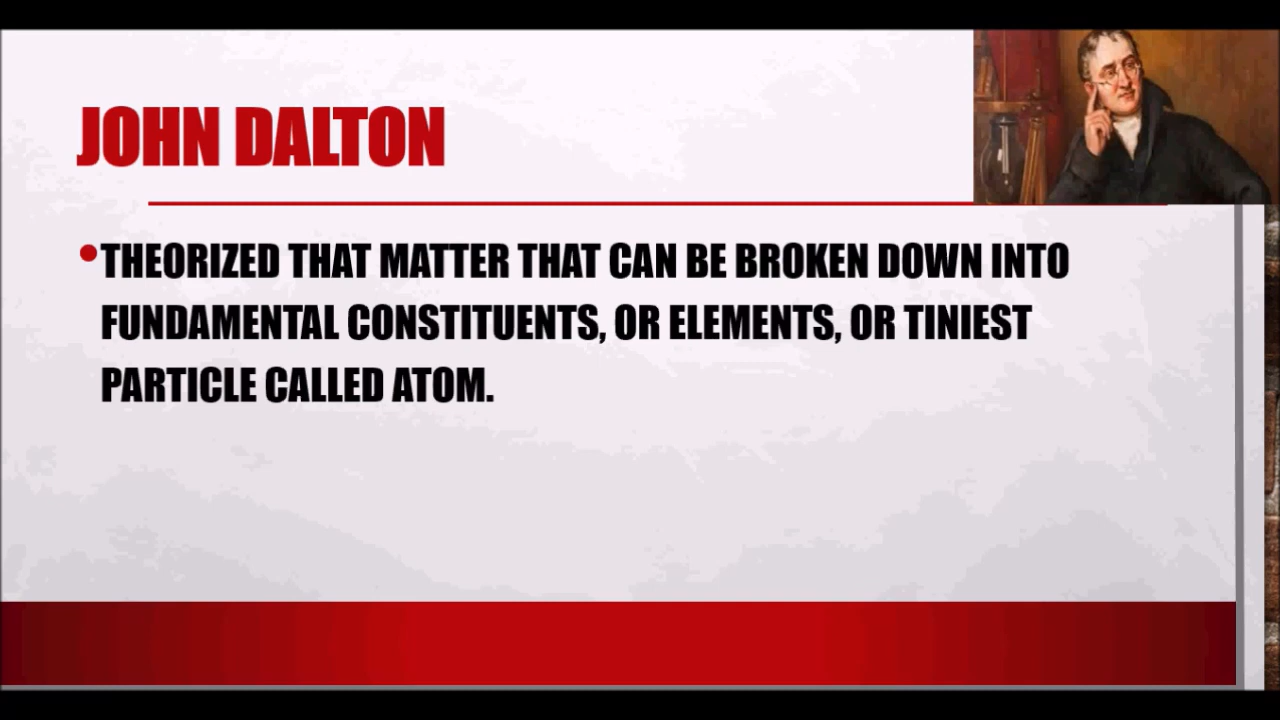 JOHN DALTON
•THEORIZED THAT MATTER THAT CAN BE BROKEN DOWN INTO
FUNDAMENTAL CONSTITUENTS, OR ELEMENTS, OR TINIEST
PARTICLE CALLED ATOM.